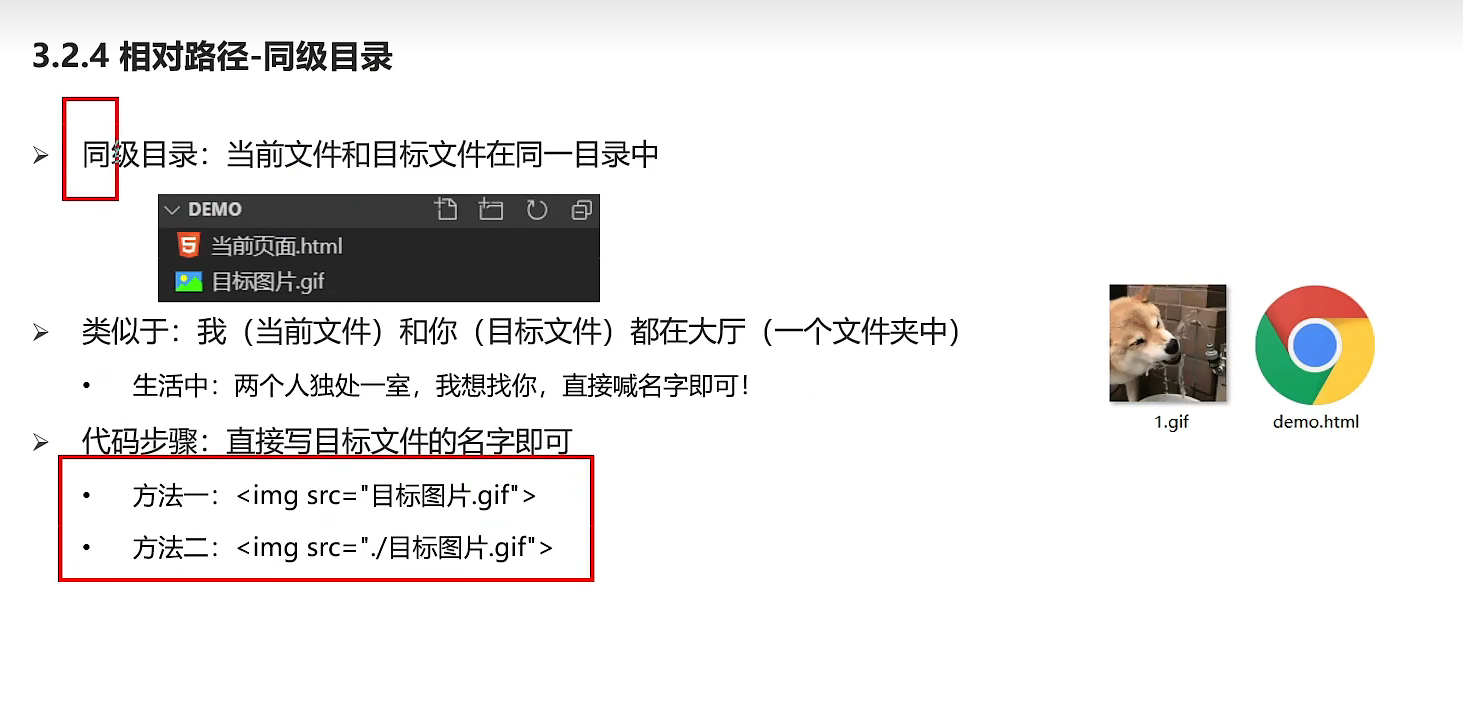 3.2.4 相对路径-同级目录
同级目录：当前文件和目标文件在同一目录中
DEMO
当前页面.html
目标图片.gif
类似于：我（当前文件）和你（目标文件）都在大厅（一个文件夹中）
生活中：两个人独处一室，我想找你，直接喊名字即可！
1.gif
demo.html
代码步骤：直接写目标文件的名字即可
方法一：<img src="目标图片.gif">
方法二：<img src="./目标图片.gif">